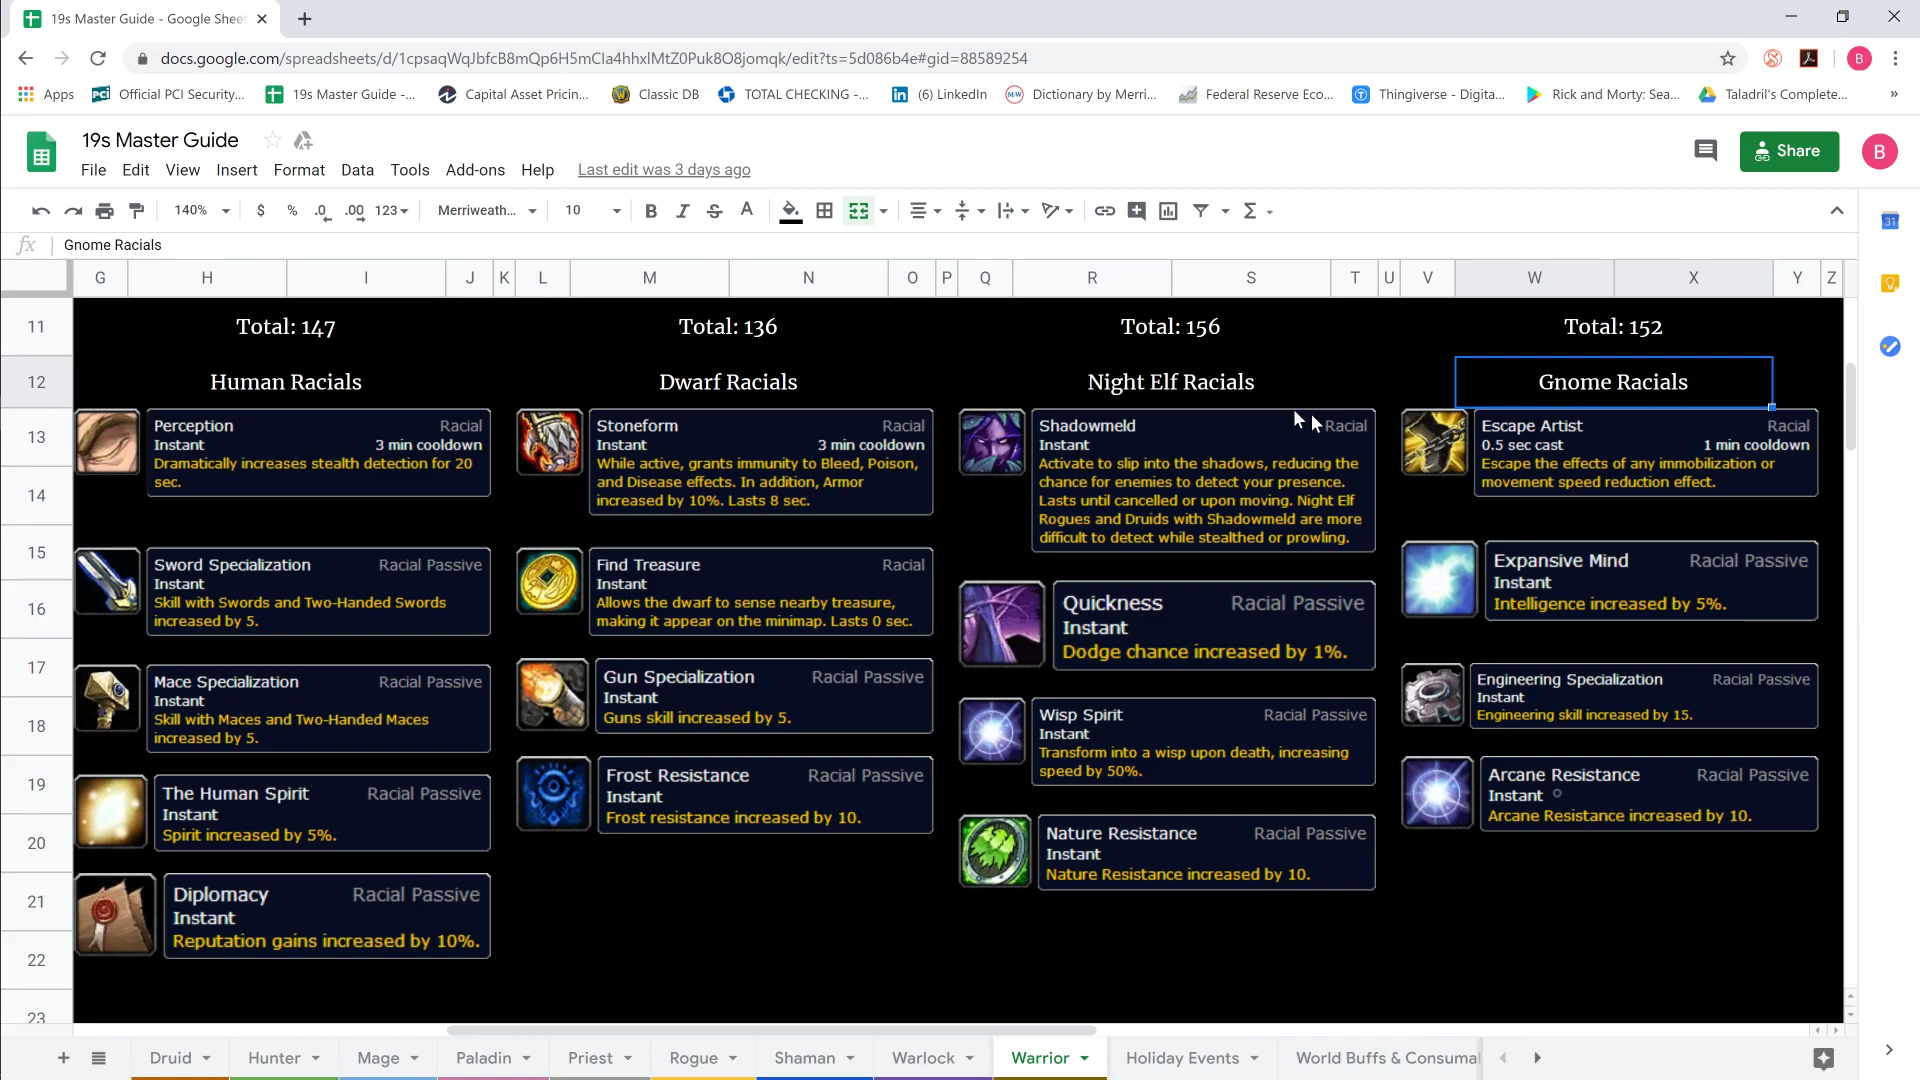 19s Master Guide - Google Shee
docs.google.com/spreadsheets/d/1cpsaqWqJbfcB8mQp6H5mCIa4hhxlMtZ0Puk8O8jomqk/edit?ts=5d086b4e#gid=88589254
Apps Official PCI Security... 19s Master Guide -... Capital Asset Pricin... Classic DB TOTAL CHECKING -... (6) LinkedIn Dictionary by Merri... Federal Reserve Eco... Thingiverse - Digita... Rick and Morty: Sea... Taladril's Complete... »
19s Master Guide
Share
B
File Edit View Insert Format Data Tools Add-ons Help Last edit was 3 days ago
140% $ % .0 .00 123 Merriweath... 10 B I S A
fx Gnome Racials
G H I J K L M N O P Q R S T U V W X Y Z
11 Total: 147 Total: 136 Total: 156 Total: 152
12 Human Racials Dwarf Racials Night Elf Racials Gnome Racials
13
14
15
16
17
18
19
20
21
22
23
Perception Racial
Instant 3 min cooldown
Dramatically increases stealth detection for 20
sec.
Sword Specialization Racial Passive
Instant
Skill with Swords and Two-Handed Swords
increased by 5.
Mace Specialization Racial Passive
Instant
Skill with Maces and Two-Handed Maces
increased by 5.
The Human Spirit Racial Passive
Instant
Spirit increased by 5%.
Diplomacy Racial Passive
Instant
Reputation gains increased by 10%.
Stoneform Racial
Instant 3 min cooldown
While active, grants immunity to Bleed, Poison,
and Disease effects. In addition, Armor
increased by 10%. Lasts 8 sec.
Find Treasure Racial
Instant
Allows the dwarf to sense nearby treasure,
making it appear on the minimap. Lasts 0 sec.
Gun Specialization Racial Passive
Instant
Guns skill increased by 5.
Frost Resistance Racial Passive
Instant
Frost resistance increased by 10.
Shadowmeld Racial
Instant
Activate to slip into the shadows, reducing the
chance for enemies to detect your presence.
Lasts until cancelled or upon moving. Night Elf
Rogues and Druids with Shadowmeld are more
difficult to detect while stealthed or prowling.
Quickness Racial Passive
Instant
Dodge chance increased by 1%.
Wisp Spirit Racial Passive
Instant
Transform into a wisp upon death, increasing
speed by 50%.
Nature Resistance Racial Passive
Instant
Nature Resistance increased by 10.
Escape Artist Racial
0.5 sec cast 1 min cooldown
Escape the effects of any immobilization or
movement speed reduction effect.
Expansive Mind Racial Passive
Instant
Intelligence increased by 5%.
Engineering Specialization Racial Passive
Instant
Engineering skill increased by 15.
Arcane Resistance Racial Passive
Instant
Arcane Resistance increased by 10.
Druid Hunter Mage Paladin Priest Rogue Shaman Warlock Warrior Holiday Events World Buffs & Consuma